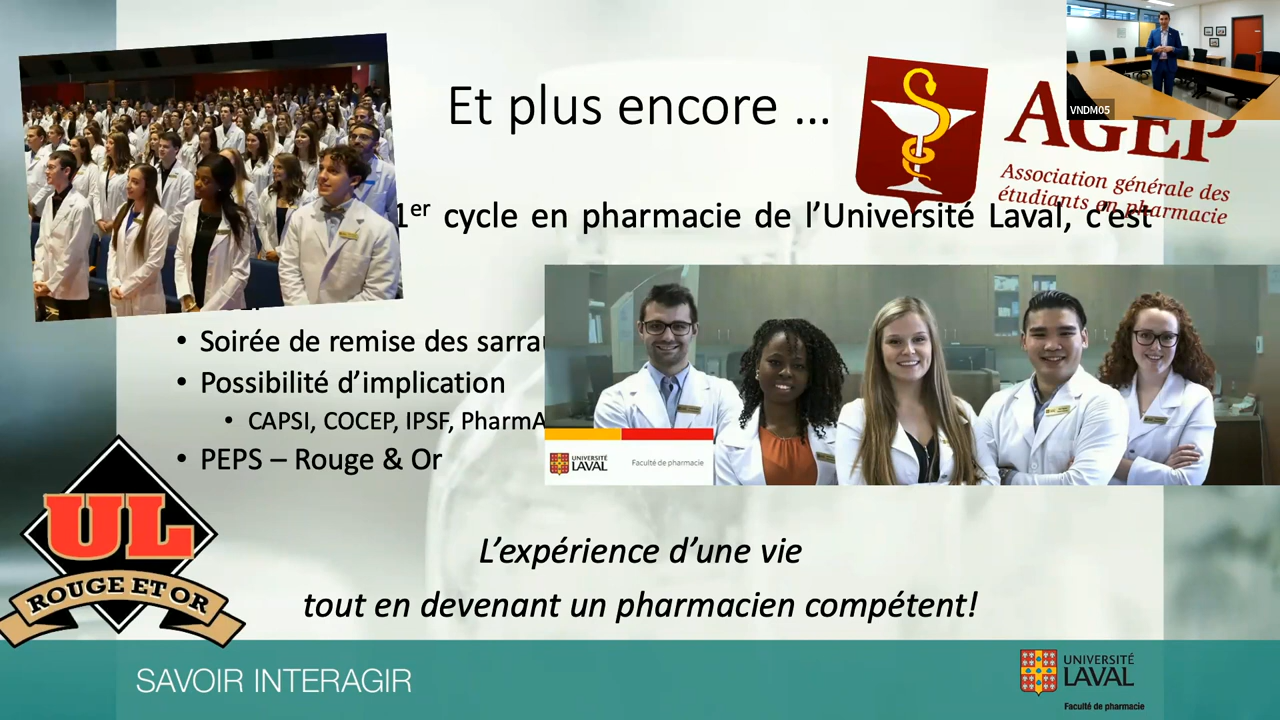 Et plus encore ...
VNDM05
AGEP
Association générale des
étudiants en pharmacie
1er cycle en pharmacie de l’Université Laval, c’est
• Soirée de remise des
• Possibilité d’implication
• CAPSI, COCEP, IPSF,
• PEPS – Rouge & Or
UNIVERSITÉ
LAVAL
Faculté de pharmacie
UL
ROUGE ET OR
L’expérience d’une vie
tout en devenant un pharmacien compétent!
SAVOIR INTERAGIR
UNIVERSITÉ
LAVAL
Faculté de pharmacie